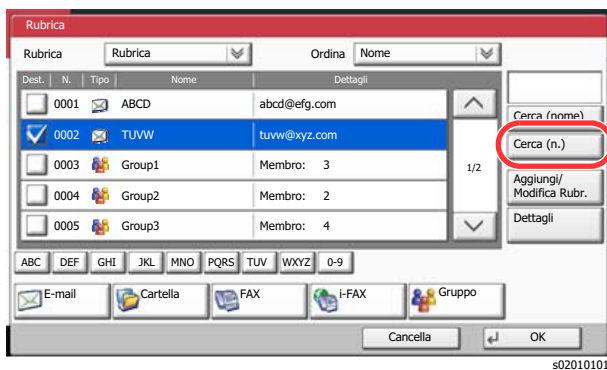 Rubrica
Rubrica Rubrica Ordina Nome
Dest. N. Tipo Nome Dettagli
0001 ABCD abcd@efg.com
Cerca (nome)
0002 TUVW tuvw@xyz.com
Cerca (n.)
0003 Group1 Membro: 3 1/2
Aggiungi/
Modifica Rubr.
0004 Group2 Membro: 2
Dettagli
0005 Group3 Membro: 4
ABC DEF GHI JKL MNO PQRS TUV WXYZ 0-9
E-mail Cartella FAX i-FAX Gruppo
Cancella OK
s02010101